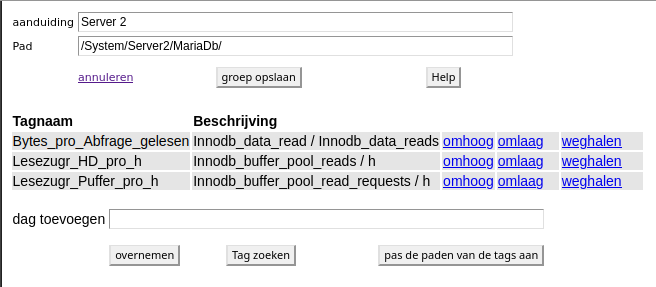 aanduiding Server 2
Pad /System/Server2/MariaDb/
annuleren groep opslaan Help
Tagnaam Beschrijving
Bytes_pro_Abfrage_gelesen Innodb_data_read / Innodb_data_reads omhoog omlaag weghalen
Lesezugr_HD_pro_h Innodb_buffer_pool_reads / h omhoog omlaag weghalen
Lesezugr_Puffer_pro_h Innodb_buffer_pool_read_requests / h omhoog omlaag weghalen
dag toevoegen
overnemen Tag zoeken pas de paden van de tags aan